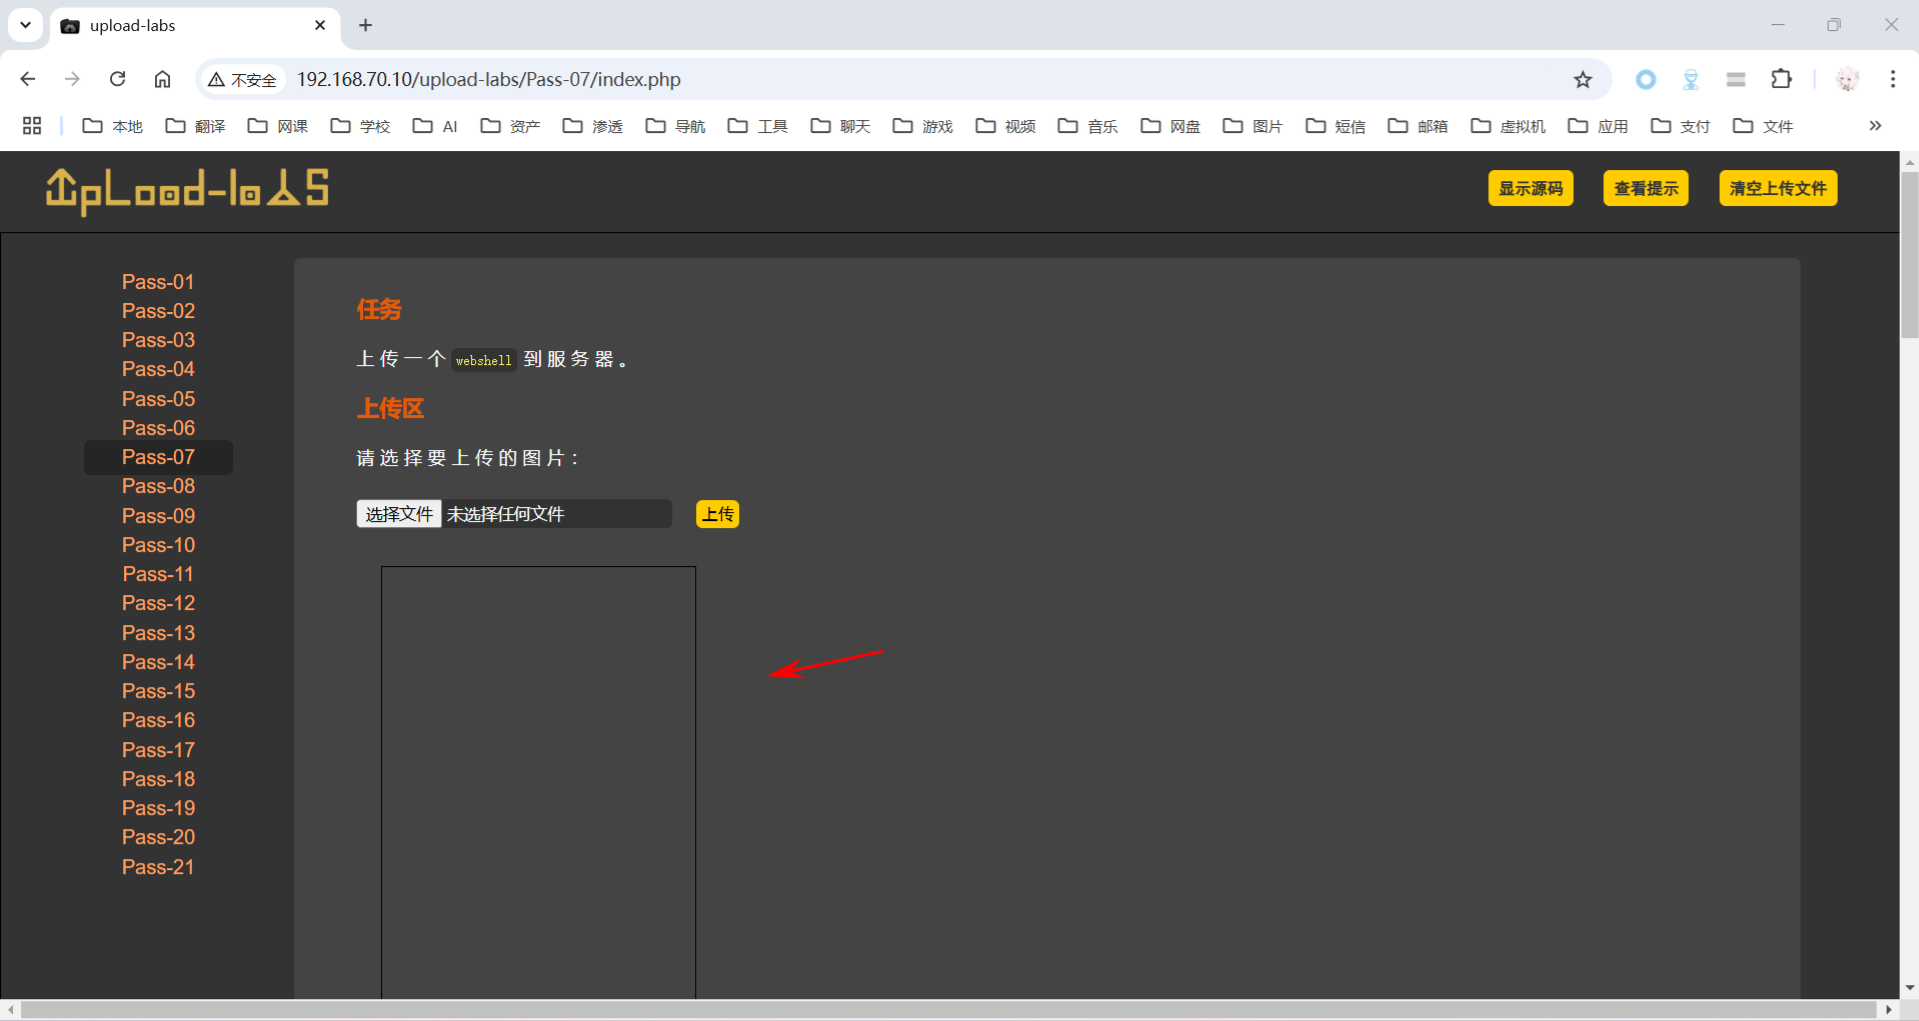 upload-labs
不安全 192.168.70.10/upload-labs/Pass-07/index.php
本地 翻译 网课 学校 AI 资产 渗透 导航 工具 聊天 游戏 视频 音乐 网盘 图片 短信 邮箱 虚拟机 应用 支付 文件
UpLoad-labs 显示源码 查看提示 清空上传文件
Pass-01
Pass-02
Pass-03
Pass-04
Pass-05
Pass-06
Pass-07
Pass-08
Pass-09
Pass-10
Pass-11
Pass-12
Pass-13
Pass-14
Pass-15
Pass-16
Pass-17
Pass-18
Pass-19
Pass-20
Pass-21
任务
上传一个 webshell 到服务器。
上传区
请选择要上传的图片：
选择文件 未选择任何文件 上传